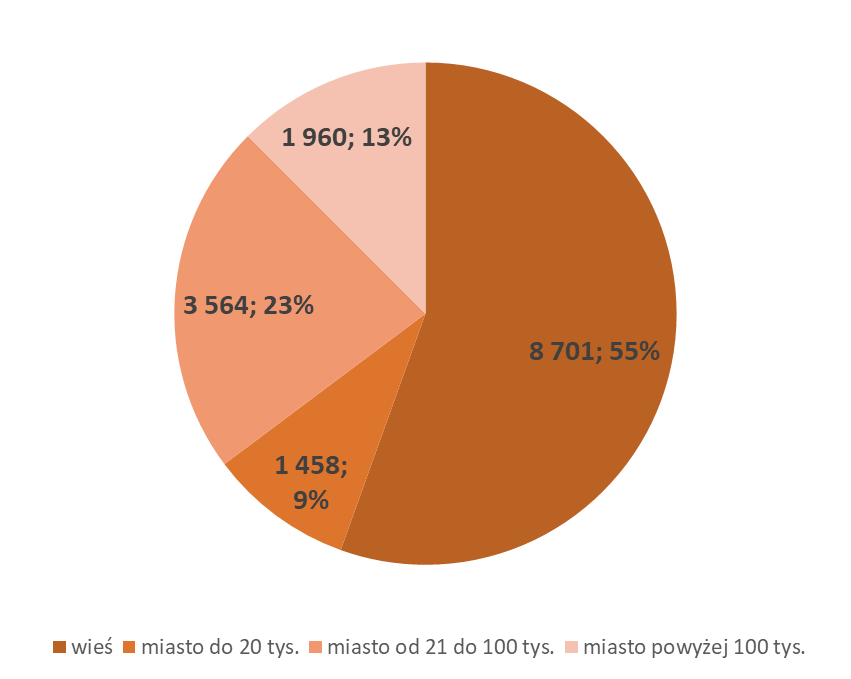 1 960; 13%
3 564; 23%
8 701; 55%
1 458;
9%
wieś miasto do 20 tys. miasto od 21 do 100 tys. miasto powyżej 100 tys.